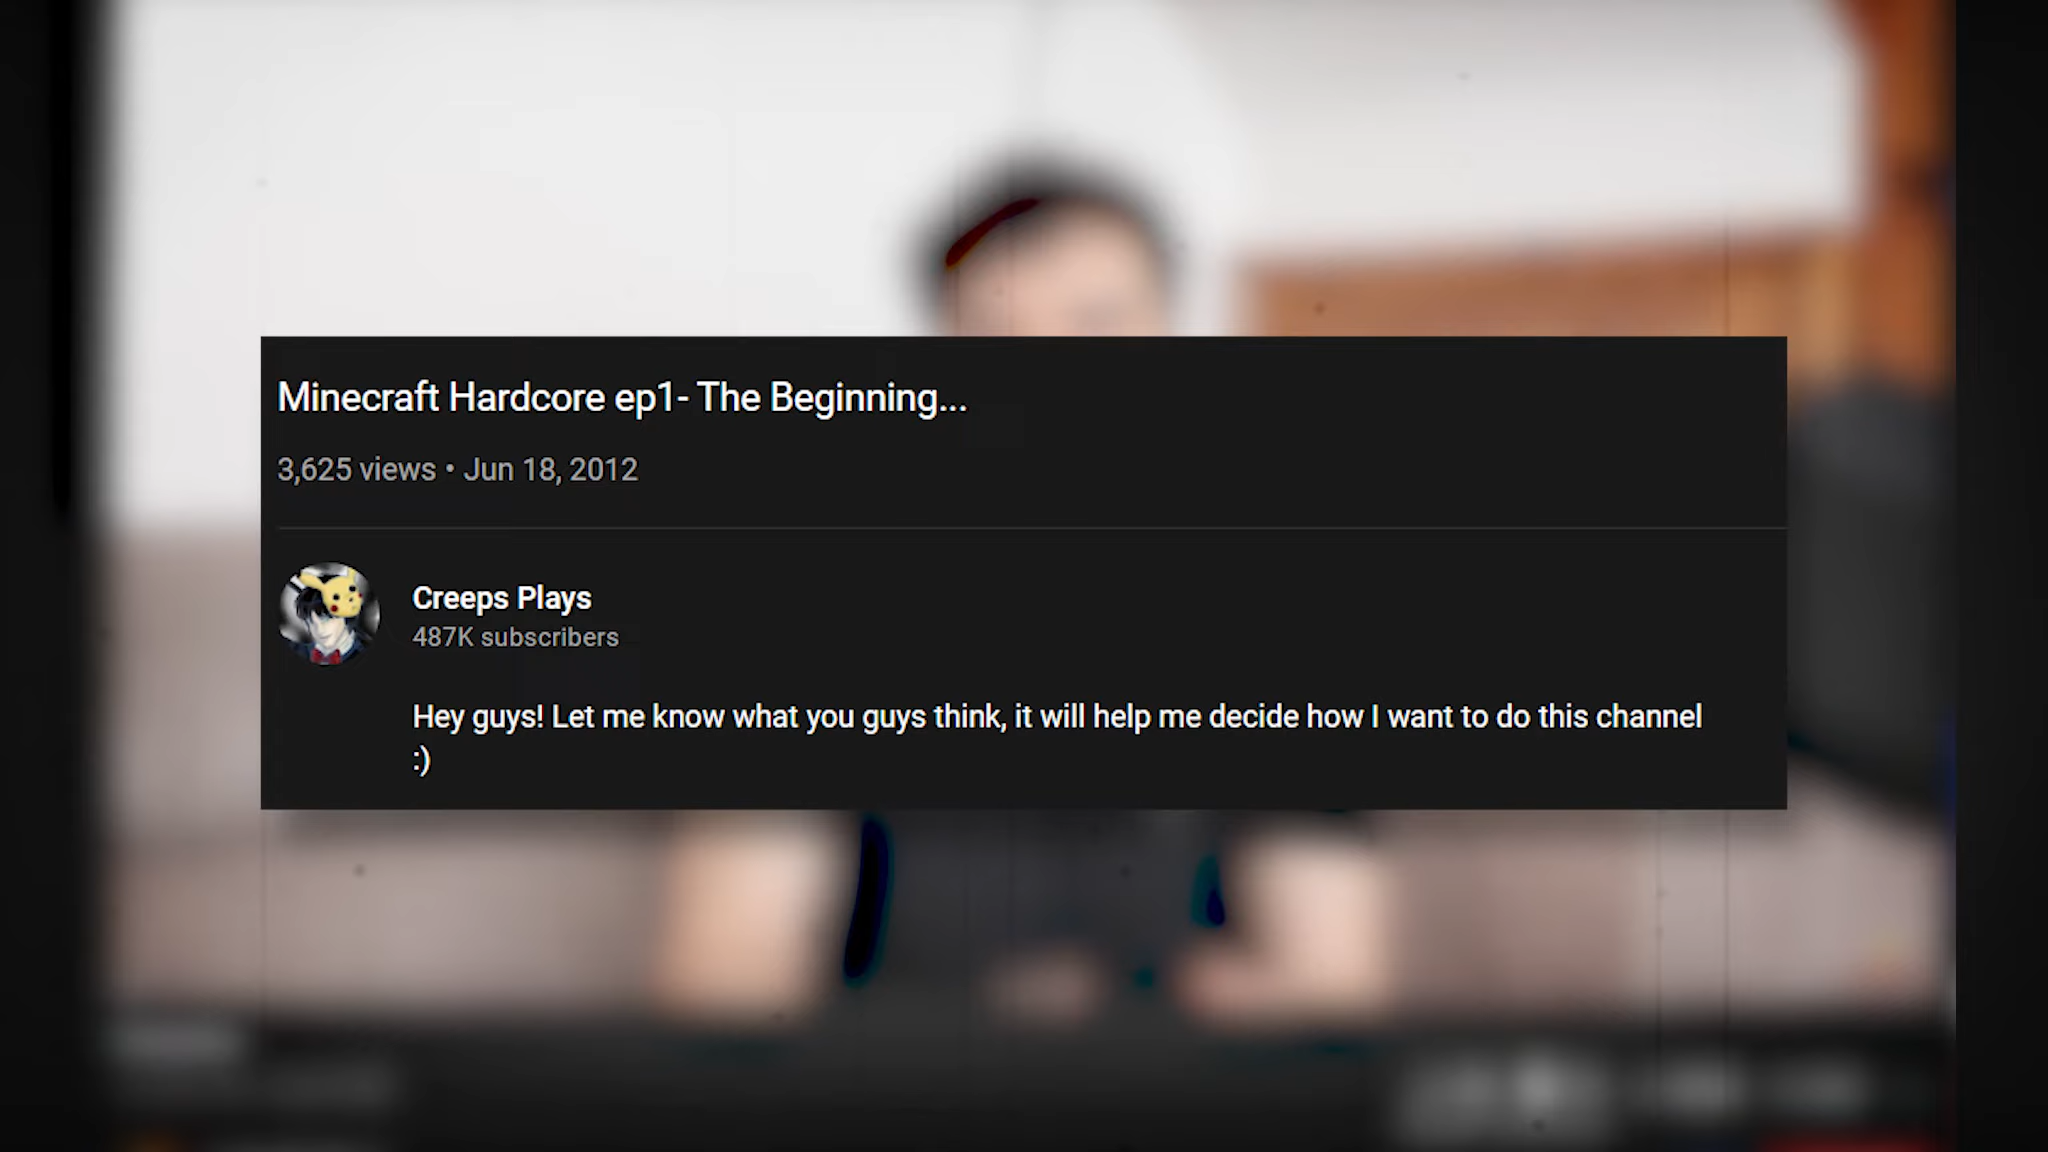 Minecraft Hardcore ep1- The Beginning...
3,625 views • Jun 18, 2012
Creeps Plays
487K subscribers
Hey guys! Let me know what you guys think, it will help me decide how I want to do this channel
:)